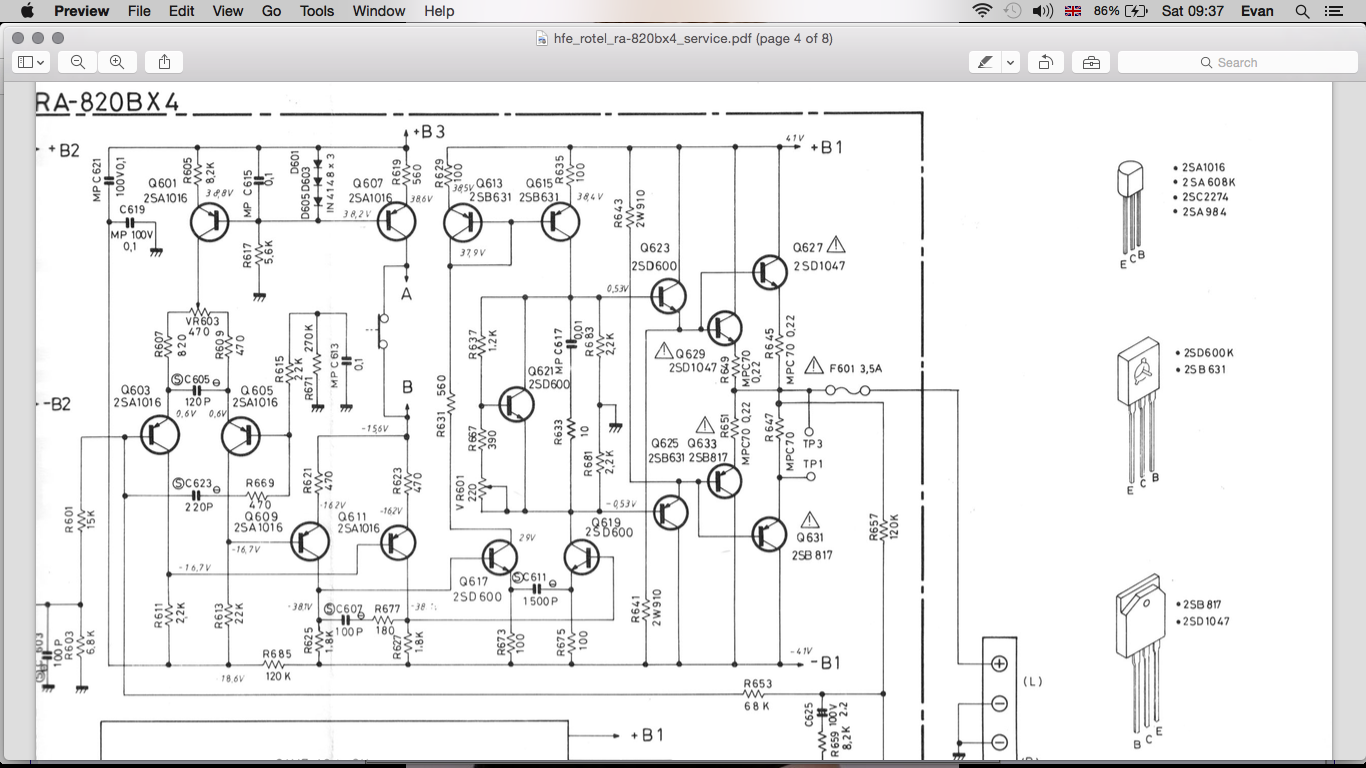 Preview File Edit View Go Tools Window Help
86% Sat 09:37 Evan
hfe_rotel_ra-820bx4_service.pdf (page 4 of 8)
Search
RA-820BX4
+B2
-B2
+B3
+B1
41V
MP C621
100V 0,1
C619
MP 100V
0,1
R605
8,2K
38,8V
Q601
2SA1016
MP C615
0,1
R617
5,6K
D601
D605 D603
IN4148 x 3
Q607
2SA1016
38,2V
R619
560
38,6V
R629
100
38,5V
Q613
2SB631
37,9V
Q615
2SB631
R635
100
38,4V
R643
2W 910
Q623
2SD600
0,53V
Q627
2SD1047
A
B
VR603
470
R607
820
R609
470
C605
120P
Q603
2SA1016
0,6V
0,6V
Q605
2SA1016
R615
2.2K
R671
270K
MP C613
0,1
R637
1.2K
MP C617
0,01
R683
2,2K
Q621
2SD600
R631
560
R667
390
R633
10
R681
2,2K
VR601
220
Q629
2SD1047
R649
MPC70
0,22
R645
MPC70 0,22
F601 3,5A
R651
MPC70 0,22
R647
MPC70
TP3
TP1
Q625
2SB631
Q633
2SB817
-0,53V
Q631
2SB817
R657
120K
-15,6V
R621
470
R623
470
-16.2V
-16.2V
C623
220P
R669
470
Q609
2SA1016
Q611
2SA1016
-16,7V
-16,7V
R601
15K
R603
6,8K
100P
R611
2,2K
R613
22K
-38.1V
C607
100P
R677
180
-38.1
R625
1.8K
R627
1.8K
Q617
2SD600
29V
C611
1500P
Q619
2SD600
R673
100
R675
100
R641
2W 910
-41V
-B1
R685
120K
-18,6V
R653
68K
C625
100V 2.2
R659
8,2K
+B1
(L)
• 2SA1016
• 2SA608K
• 2SC2274
• 2SA984
E C B
• 2SD600K
• 2SB631
E C B
• 2SB817
• 2SD1047
B C E